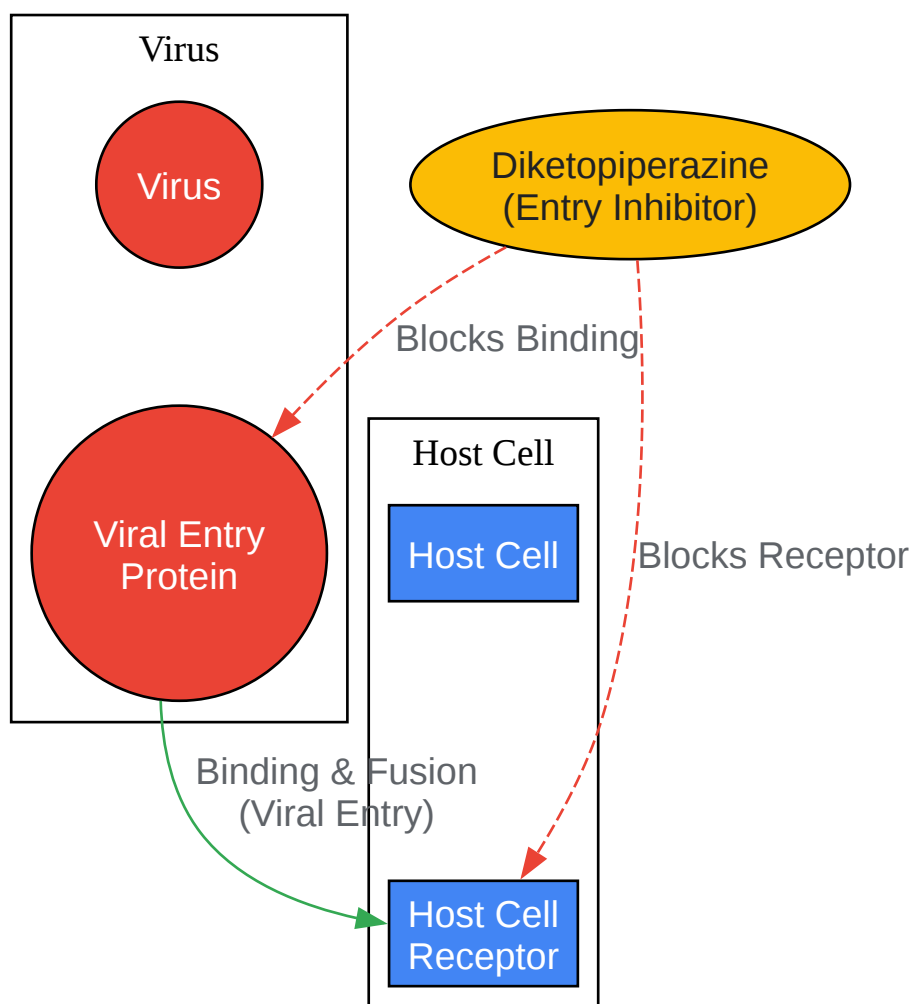 Virus
Virus
Diketopiperazine
(Entry Inhibitor)
Blocks Binding
Host Cell
Viral Entry
Protein
Host Cell
Blocks Receptor
Binding & Fusion
(Viral Entry)
Host Cell
Receptor